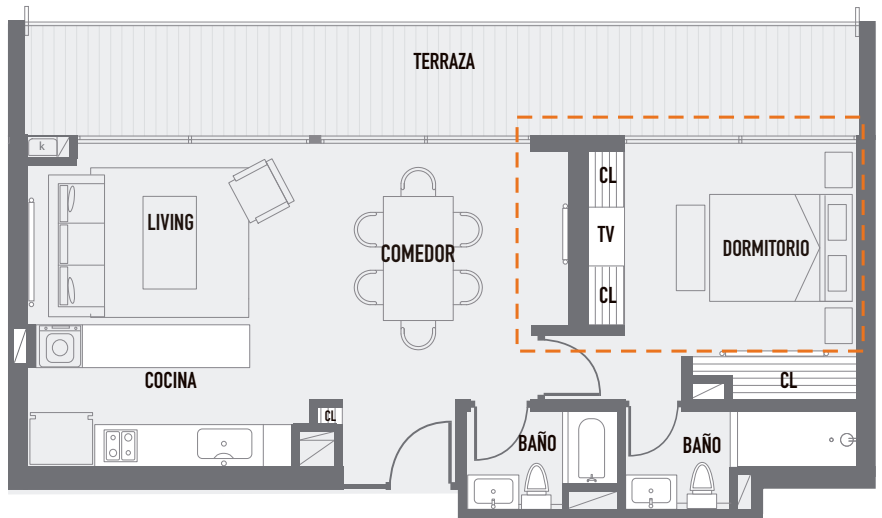 TERRAZA
k
CL
LIVING
TV
COMEDOR
DORMITORIO
CL
COCINA
CL
CL
BAÑO
BAÑO